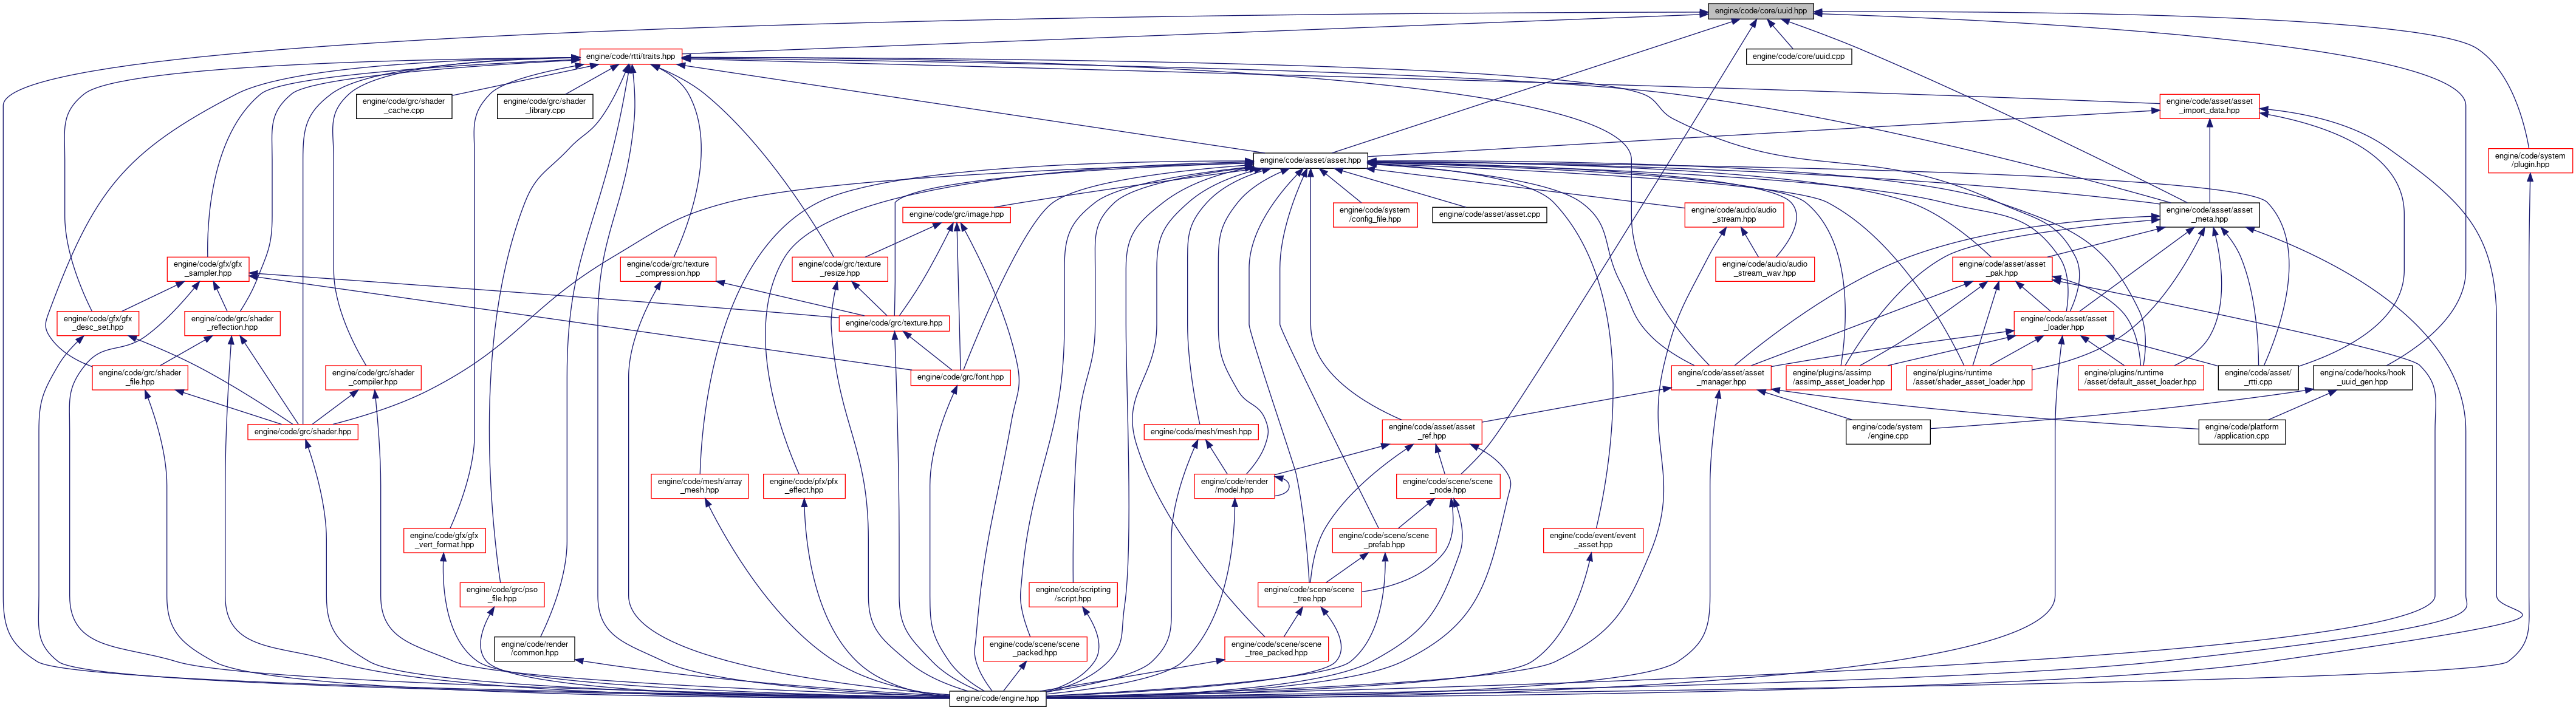 engine/code/core/uuid.hpp
engine/code/rtti/traits.hpp
engine/code/core/uuid.cpp
engine/code/grc/shader
_cache.cpp
engine/code/grc/shader
_library.cpp
engine/code/asset/asset
_import_data.hpp
engine/code/asset/asset.hpp
engine/code/system
/plugin.hpp
engine/code/grc/image.hpp
engine/code/system
/config_file.hpp
engine/code/asset/asset.cpp
engine/code/audio/audio
_stream.hpp
engine/code/asset/asset
_meta.hpp
engine/code/gfx/gfx
_sampler.hpp
engine/code/grc/texture
_compression.hpp
engine/code/grc/texture
_resize.hpp
engine/code/audio/audio
_stream_wav.hpp
engine/code/asset/asset
_pak.hpp
engine/code/gfx/gfx
_desc_set.hpp
engine/code/grc/shader
_reflection.hpp
engine/code/grc/texture.hpp
engine/code/asset/asset
_loader.hpp
engine/code/grc/shader
_file.hpp
engine/code/grc/shader
_compiler.hpp
engine/code/grc/font.hpp
engine/code/asset/asset
_manager.hpp
engine/plugins/assimp
/assimp_asset_loader.hpp
engine/plugins/runtime
/asset/shader_asset_loader.hpp
engine/plugins/runtime
/asset/default_asset_loader.hpp
engine/code/asset/
_rtti.cpp
engine/code/hooks/hook
_uuid_gen.hpp
engine/code/grc/shader.hpp
engine/code/mesh/mesh.hpp
engine/code/asset/asset
_ref.hpp
engine/code/system
/engine.cpp
engine/code/platform
/application.cpp
engine/code/mesh/array
_mesh.hpp
engine/code/pfx/pfx
_effect.hpp
engine/code/render
/model.hpp
engine/code/scene/scene
_node.hpp
engine/code/gfx/gfx
_vert_format.hpp
engine/code/scene/scene
_prefab.hpp
engine/code/event/event
_asset.hpp
engine/code/grc/pso
_file.hpp
engine/code/scripting
/script.hpp
engine/code/scene/scene
_tree.hpp
engine/code/render
/common.hpp
engine/code/scene/scene
_packed.hpp
engine/code/scene/scene
_tree_packed.hpp
engine/code/engine.hpp